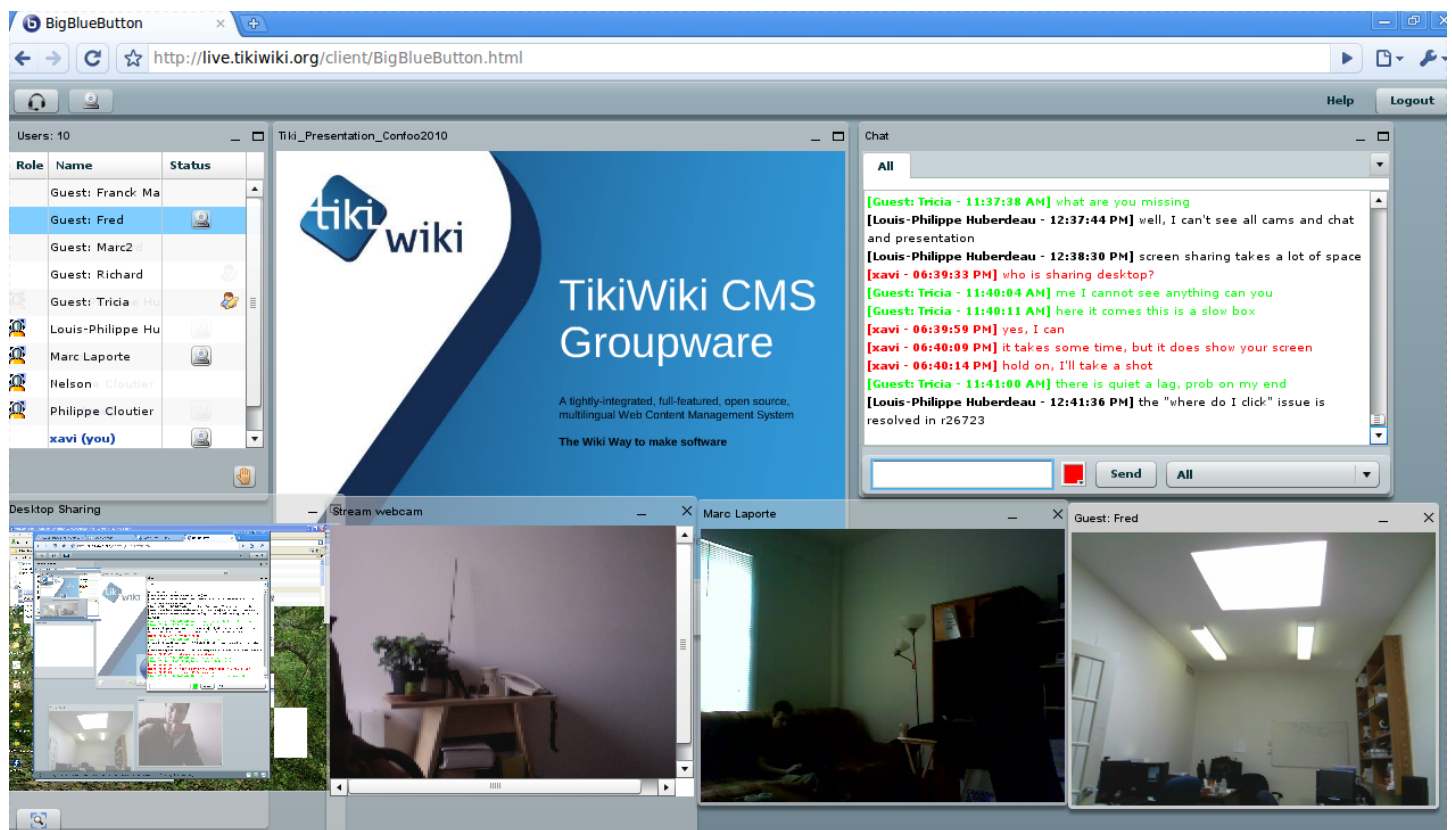 BigBlueButton
http://live.tikiwiki.org/client/BigBlueButton.html
Help
Logout
Users: 10
Role Name Status
Guest: Franck Ma
Guest: Fred
Guest: Marc2
Guest: Richard
Guest: Tricia
Louis-Philippe Hu
Marc Laporte
Nelson Cloutier
Philippe Cloutier
xavi (you)
Tiki_Presentation_Confoo2010
tiki
wiki
TikiWiki CMS
Groupware
A tightly-integrated, full-featured, open source,
multilingual Web Content Management System
The Wiki Way to make software
Chat
All
[Guest: Tricia - 11:37:38 AM] what are you missing
[Louis-Philippe Huberdeau - 12:37:44 PM] well, I can't see all cams and chat
and presentation
[Louis-Philippe Huberdeau - 12:38:30 PM] screen sharing takes a lot of space
[xavi - 06:39:33 PM] who is sharing desktop?
[Guest: Tricia - 11:40:04 AM] me I cannot see anything can you
[Guest: Tricia - 11:40:11 AM] here it comes this is a slow box
[xavi - 06:39:59 PM] yes, I can
[xavi - 06:40:09 PM] it takes some time, but it does show your screen
[xavi - 06:40:14 PM] hold on, I'll take a shot
[Guest: Tricia - 11:41:00 AM] there is quiet a lag, prob on my end
[Louis-Philippe Huberdeau - 12:41:36 PM] the "where do I click" issue is
resolved in r26723
Send
All
Desktop Sharing
Stream webcam
Marc Laporte
Guest: Fred
tiki
wiki